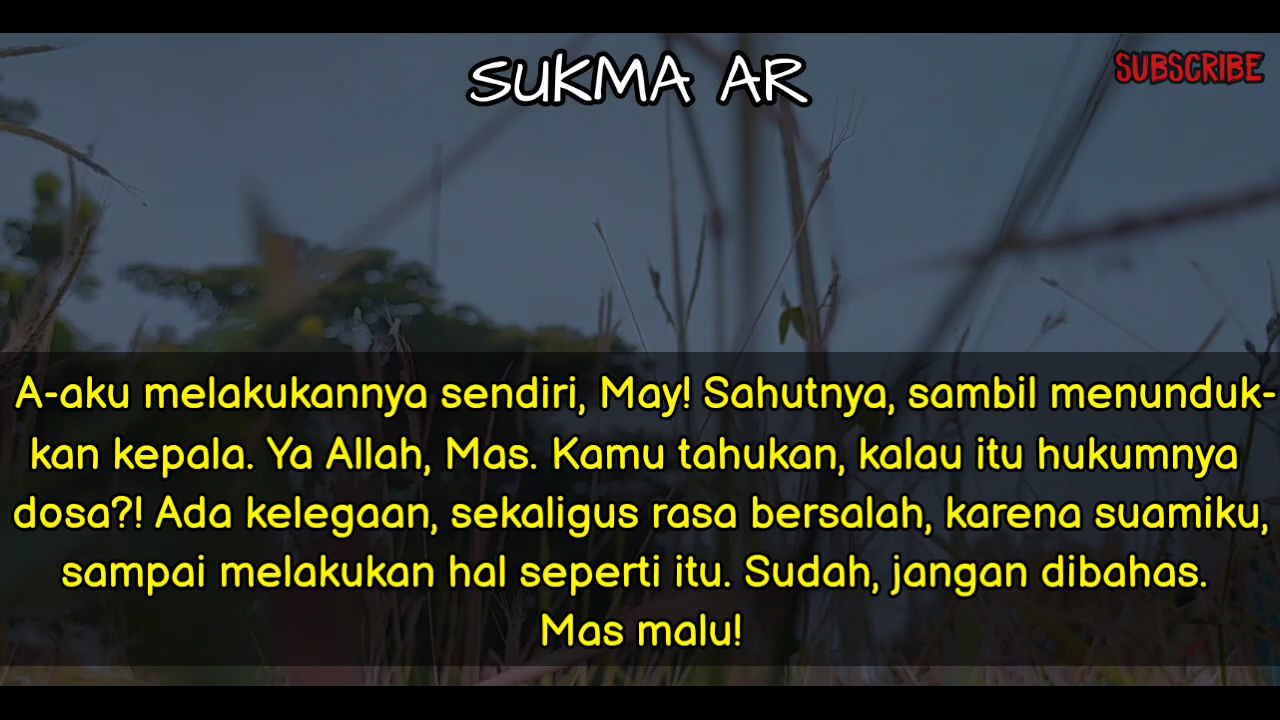 SUKMA AR
SUBSCRIBE
A-aku melakukannya sendiri, May! Sahutnya, sambil menunduk-
kan kepala. Ya Allah, Mas. Kamu tahukan, kalau itu hukumnya
dosa?! Ada kelegaan, sekaligus rasa bersalah, karena suamiku,
sampai melakukan hal seperti itu. Sudah, jangan dibahas.
Mas malu!